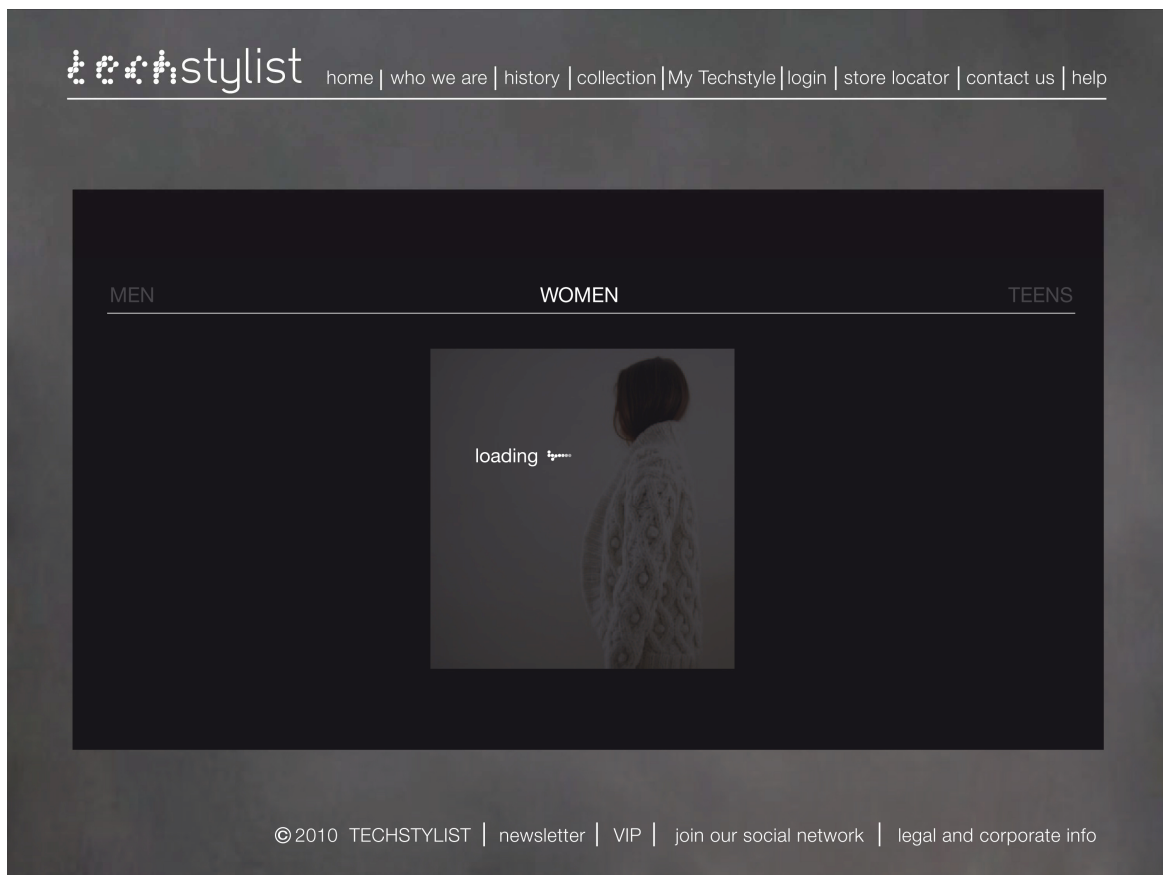 techstylist home | who we are | history | collection | My Techstyle | login | store locator | contact us | help
MEN WOMEN TEENS
loading
© 2010 TECHSTYLIST | newsletter | VIP | join our social network | legal and corporate info